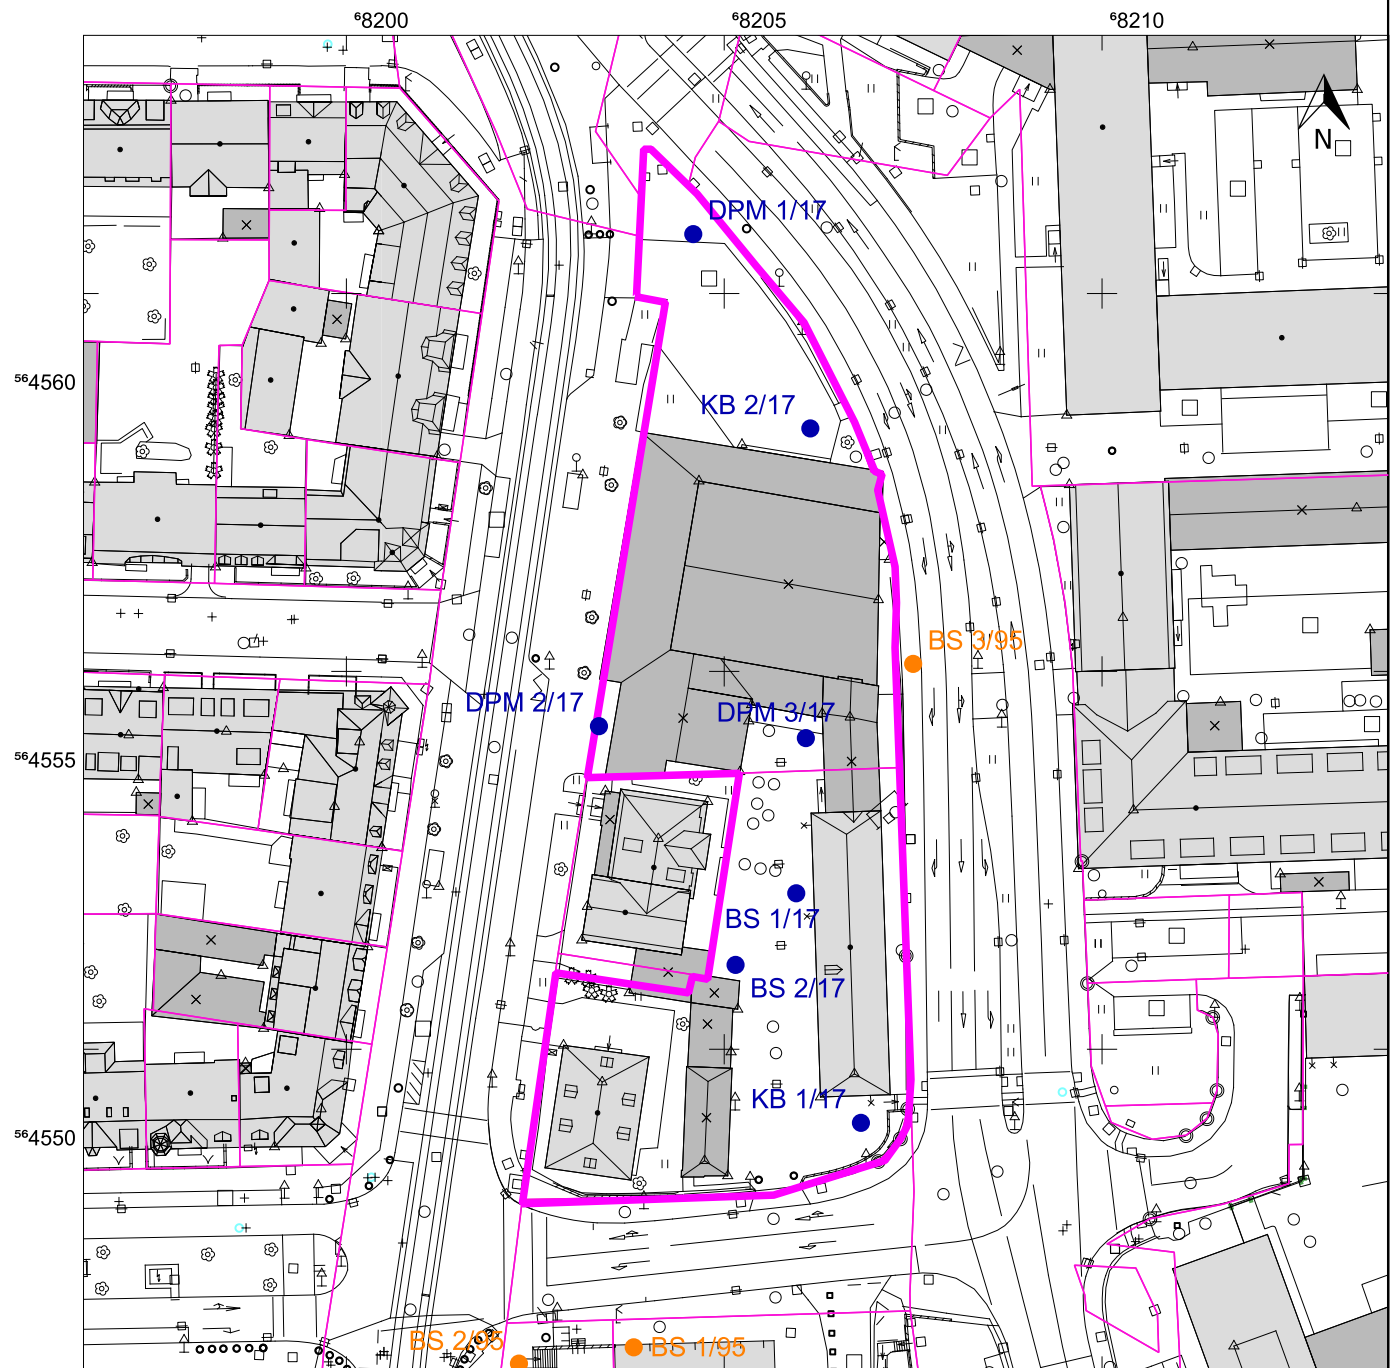 ⁶8200 ⁶8205 ⁶8210
N
DPM 1/17
⁵⁶4560
KB 2/17
BS 3/95
DPM 2/17
DPM 3/17
⁵⁶4555
BS 1/17
BS 2/17
KB 1/17
⁵⁶4550
BS 2/95
BS 1/95